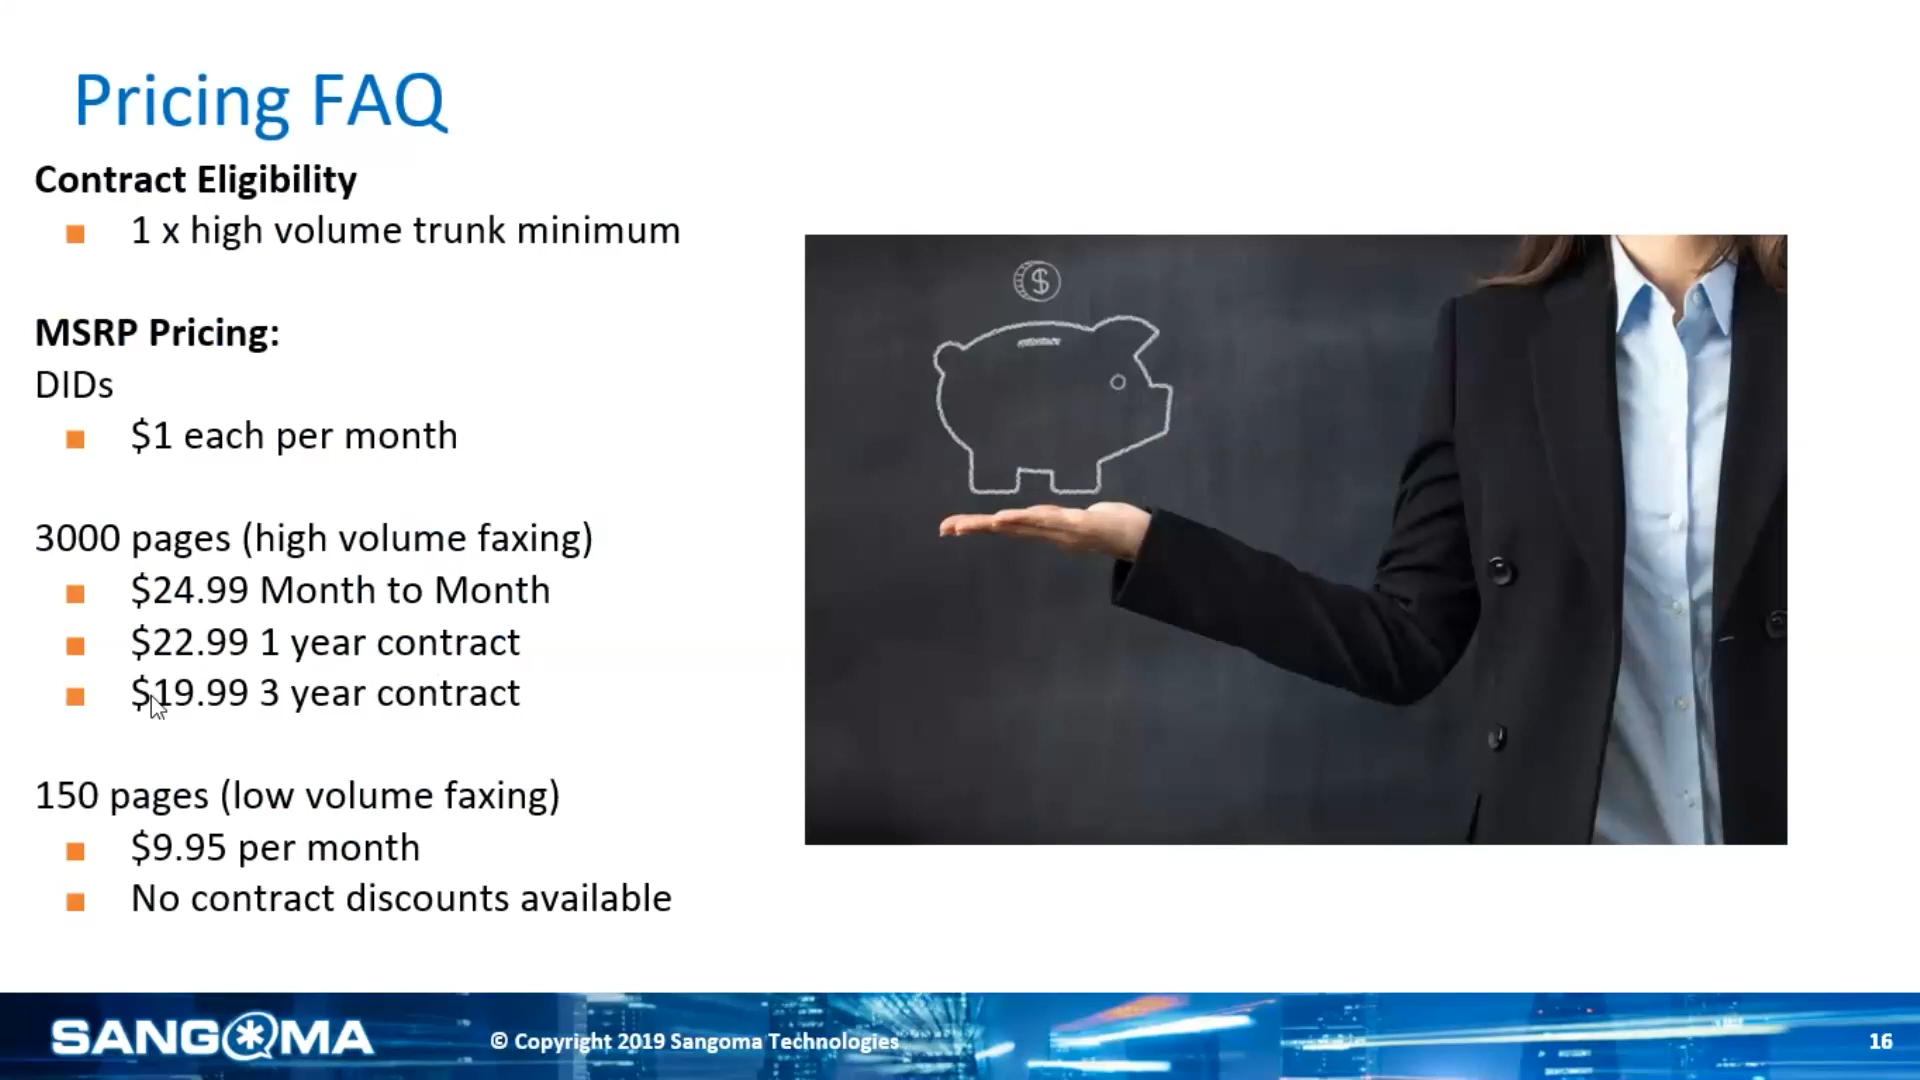 Pricing FAQ
Contract Eligibility
1 x high volume trunk minimum
MSRP Pricing:
DIDs
$1 each per month
3000 pages (high volume faxing)
$24.99 Month to Month
$22.99 1 year contract
$19.99 3 year contract
150 pages (low volume faxing)
$9.95 per month
No contract discounts available
$
SANGOMA
© Copyright 2019 Sangoma Technologies
16